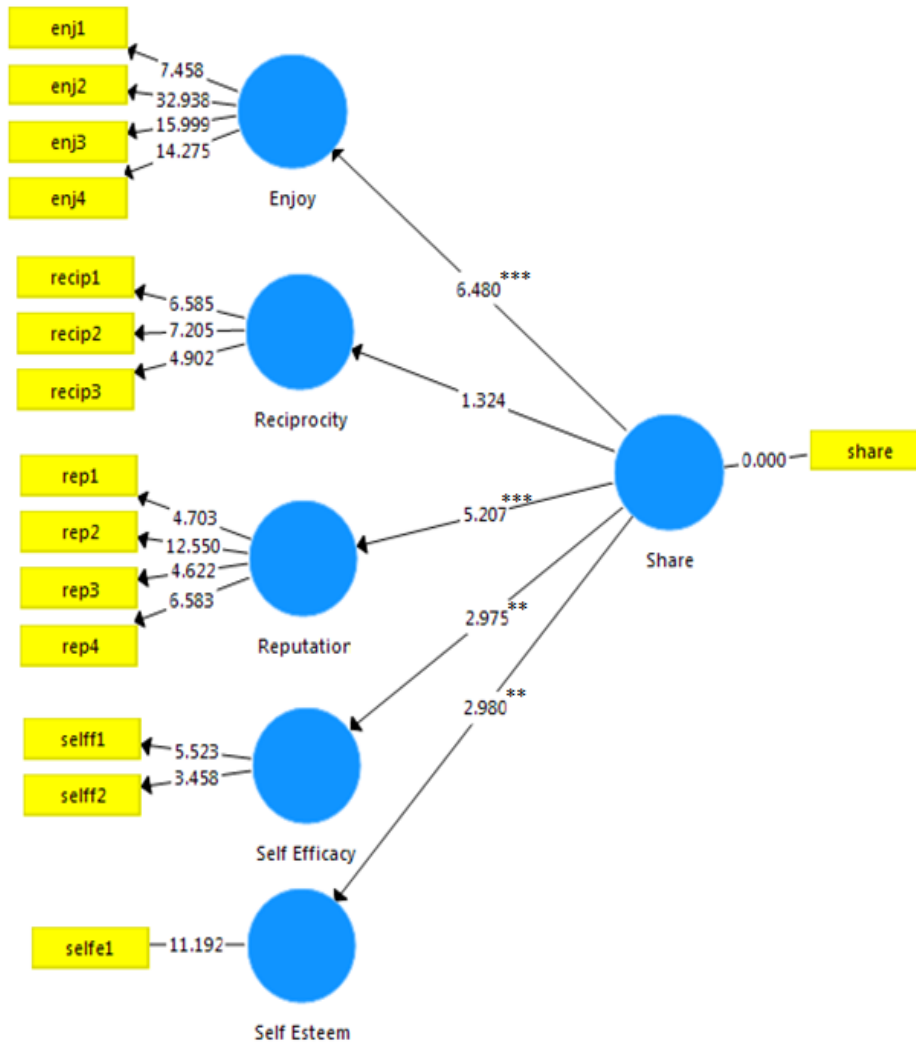 enj1
7.458
enj2
32.938
enj3
15.999
14.275
enj4
Enjoy
6.480***
recip1
6.585
recip2
7.205
4.902
recip3
Reciprocity
1.324
share
0.000
Share
rep1
4.703
rep2
12.550
rep3
4.622
6.583
rep4
Reputation
5.207***
2.975**
2.980**
selff1
5.523
selff2
3.458
Self Efficacy
selfe1
11.192
Self Esteem